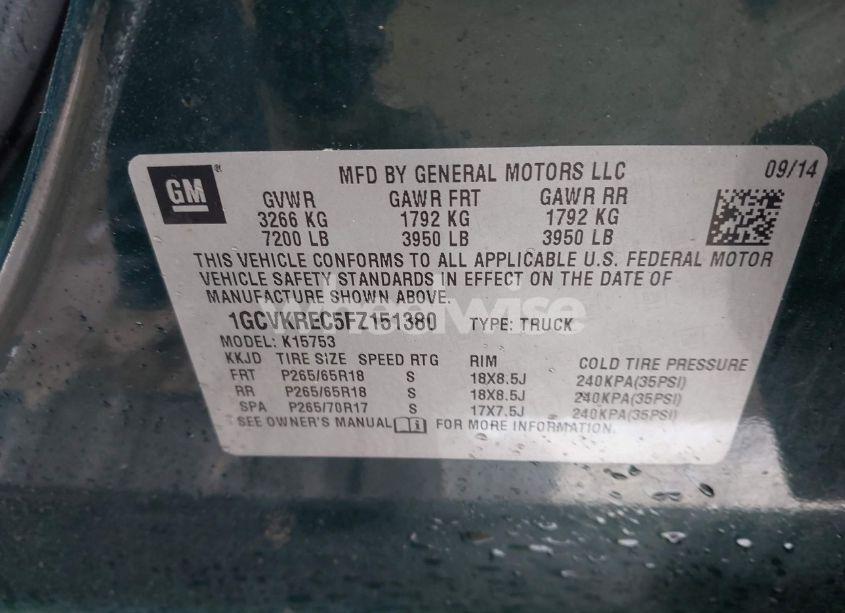 GM
MFD BY GENERAL MOTORS LLC 09/14
GVWR GAWR FRT GAWR RR
3266 KG 1792 KG 1792 KG
7200 LB 3950 LB 3950 LB
THIS VEHICLE CONFORMS TO ALL APPLICABLE U.S. FEDERAL MOTOR
VEHICLE SAFETY STANDARDS IN EFFECT ON THE DATE OF
MANUFACTURE SHOWN ABOVE.
1GCVKREC5FZ151380 TYPE: TRUCK
MODEL: K15753
KKJD TIRE SIZE SPEED RTG RIM COLD TIRE PRESSURE
FRT P265/65R18 S 18X8.5J 240KPA(35PSI)
RR P265/65R18 S 18X8.5J 240KPA(35PSI)
SPA P265/70R17 S 17X7.5J 240KPA(35PSI)
SEE OWNER'S MANUAL FOR MORE INFORMATION.